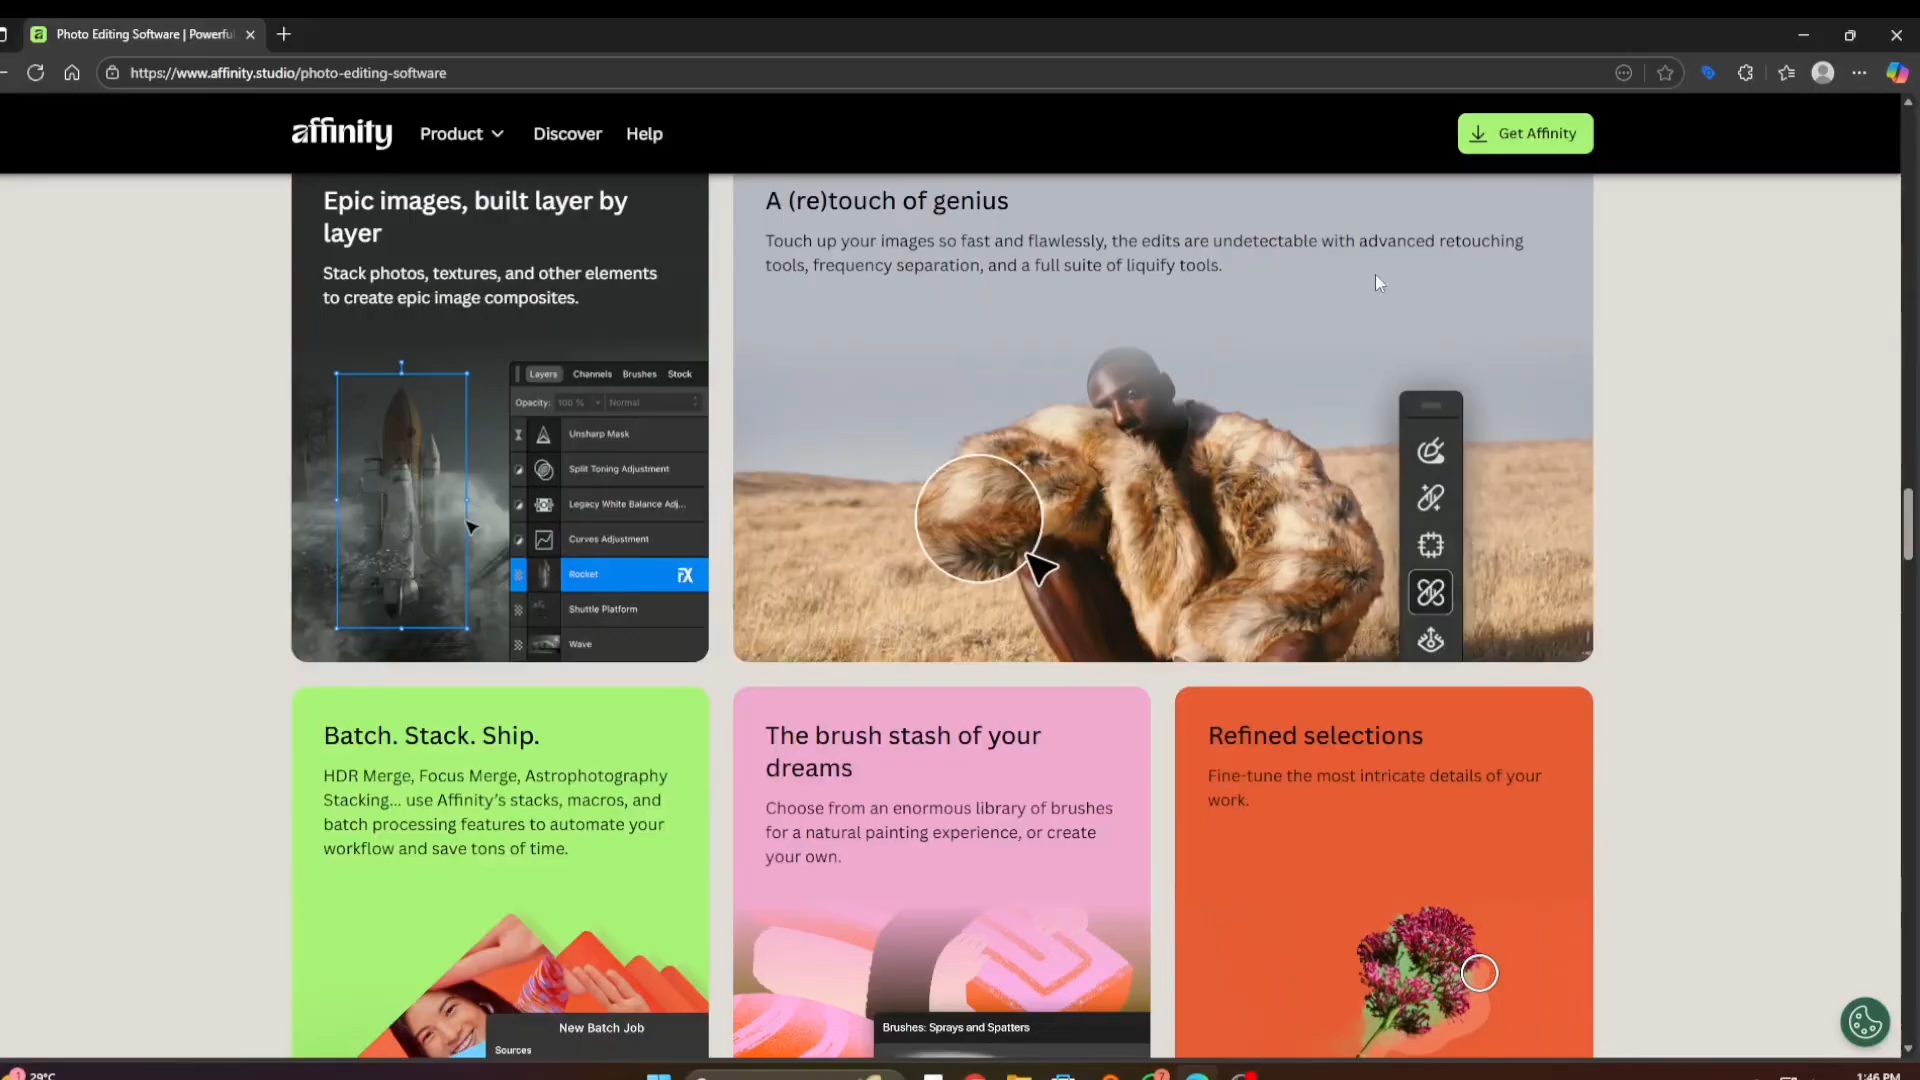 Photo Editing Software | Powerfu
https://www.affinity.studio/photo-editing-software
affinity
Product
Discover
Help
Get Affinity
Epic images, built layer by
layer
Stack photos, textures, and other elements
to create epic image composites.
Layers
Channels
Brushes
Stock
Opacity: 100 %
Normal
Unsharp Mask
Split Toning Adjustment
Legacy White Balance Adj...
Curves Adjustment
Rocket
Shuttle Platform
Wave
A (re)touch of genius
Touch up your images so fast and flawlessly, the edits are undetectable with advanced retouching
tools, frequency separation, and a full suite of liquify tools.
Batch. Stack. Ship.
HDR Merge, Focus Merge, Astrophotography
Stacking... use Affinity's stacks, macros, and
batch processing features to automate your
workflow and save tons of time.
New Batch Job
Sources
The brush stash of your
dreams
Choose from an enormous library of brushes
for a natural painting experience, or create
your own.
Brushes: Sprays and Spatters
Refined selections
Fine-tune the most intricate details of your
work.
1
29°C
7
1:46 PM